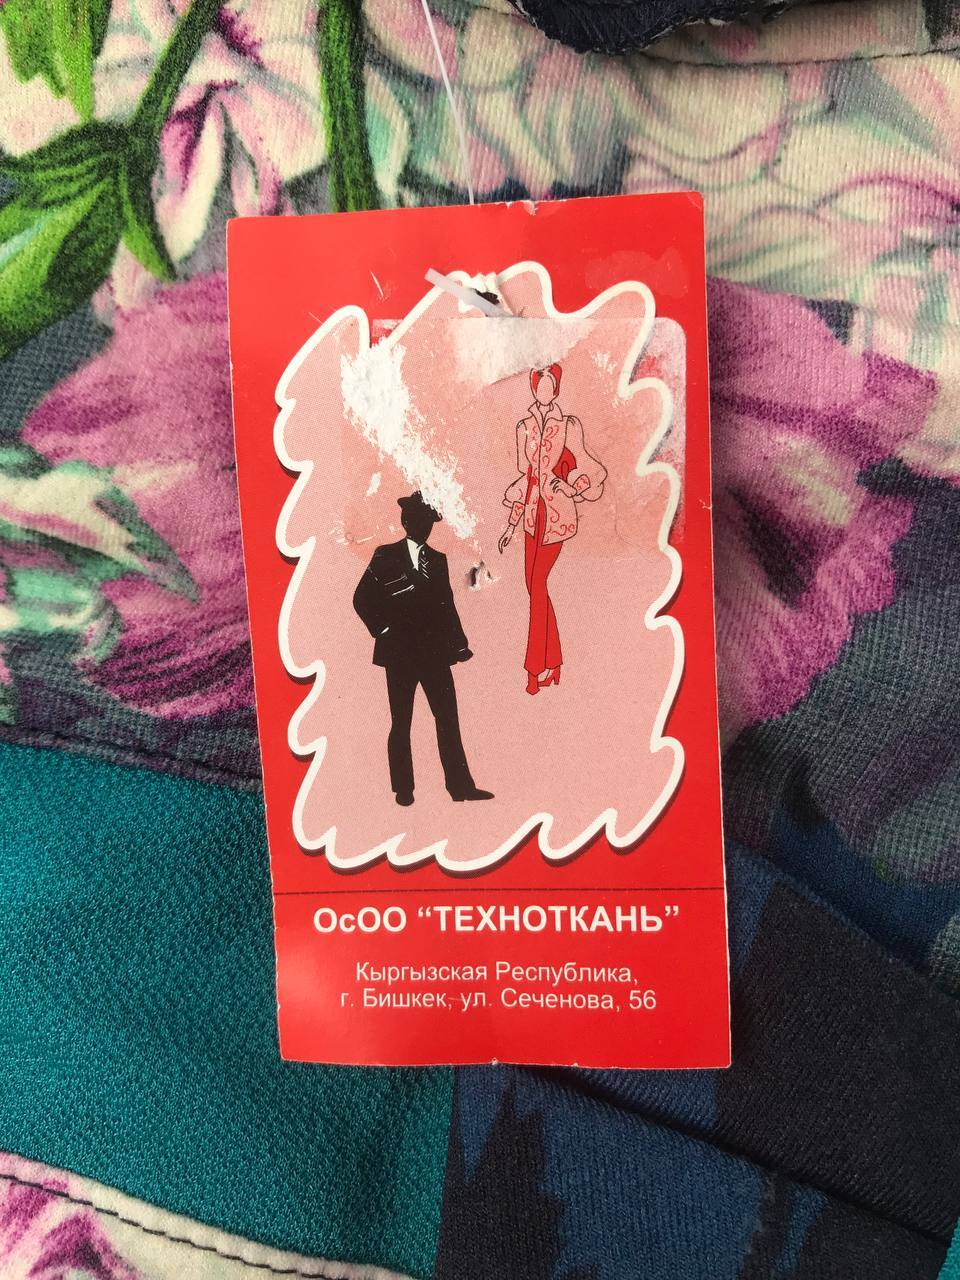 ОсОО “ТЕХНОТКАНЬ”
Кыргызская Республика,
г. Бишкек, ул. Сеченова, 56